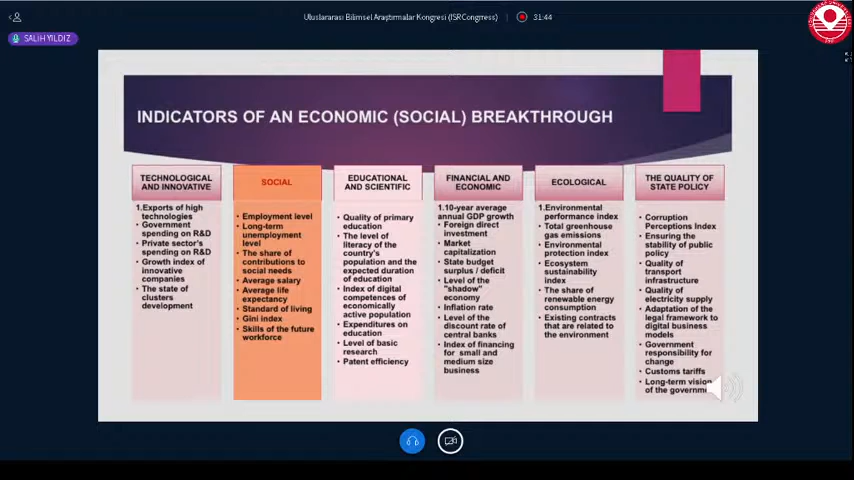 Uluslararası Bilimsel Araştırmalar Kongresi (ISRCongrress)
31:44
SALİH YILDIZ
INDICATORS OF AN ECONOMIC (SOCIAL) BREAKTHROUGH
TECHNOLOGICAL
AND INNOVATIVE
1.Exports of high
technologies
• Government
spending on R&D
• Private sector's
spending on R&D
• Growth index of
innovative
companies
• The state of
clusters
development
SOCIAL
• Employment level
• Long-term
unemployment
level
• The share of
contributions to
social needs
• Average salary
• Average life
expectancy
• Standard of living
• Gini index
• Skills of the future
workforce
EDUCATIONAL
AND SCIENTIFIC
• Quality of primary
education
• The level of
literacy of the
country's
population and the
expected duration
of education
• Index of digital
competences of
economically
active population
• Expenditures on
education
• Level of basic
research
• Patent efficiency
FINANCIAL AND
ECONOMIC
1.10-year average
annual GDP growth
• Foreign direct
investment
• Market
capitalization
• State budget
surplus / deficit
• Level of the
"shadow"
economy
• Inflation rate
• Level of the
discount rate of
central banks
• Index of financing
for small and
medium size
business
ECOLOGICAL
1.Environmental
performance index
• Total greenhouse
gas emissions
• Environmental
protection index
• Ecosystem
sustainability
index
• The share of
renewable energy
consumption
• Existing contracts
that are related to
the environment
THE QUALITY OF
STATE POLICY
• Corruption
Perceptions Index
• Ensuring the
stability of public
policy
• Quality of
transport
infrastructure
• Quality of
electricity supply
• Adaptation of the
legal framework to
digital business
models
• Government
responsibility for
change
• Customs tariffs
• Long-term vision
of the governm